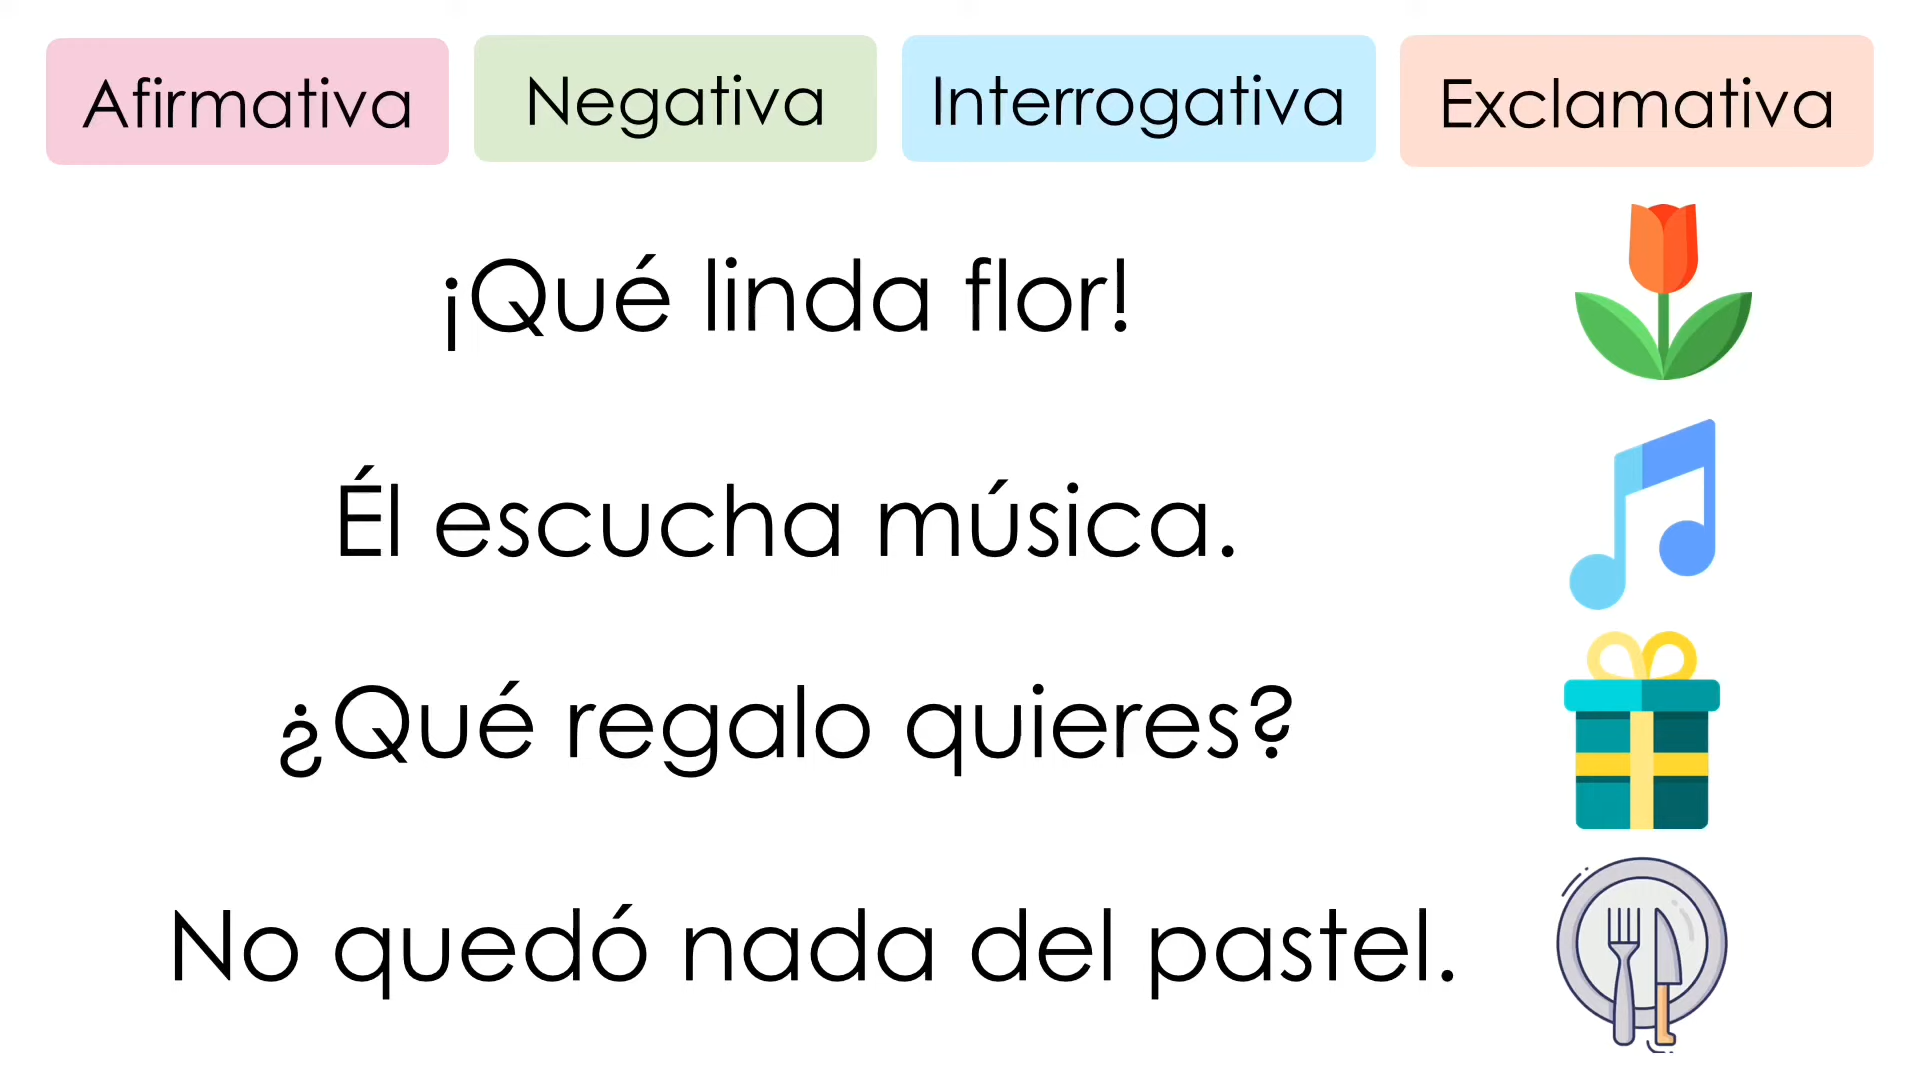 Afirmativa Negativa Interrogativa Exclamativa
¡Qué linda flor!
Él escucha música.
¿Qué regalo quieres?
No quedó nada del pastel.